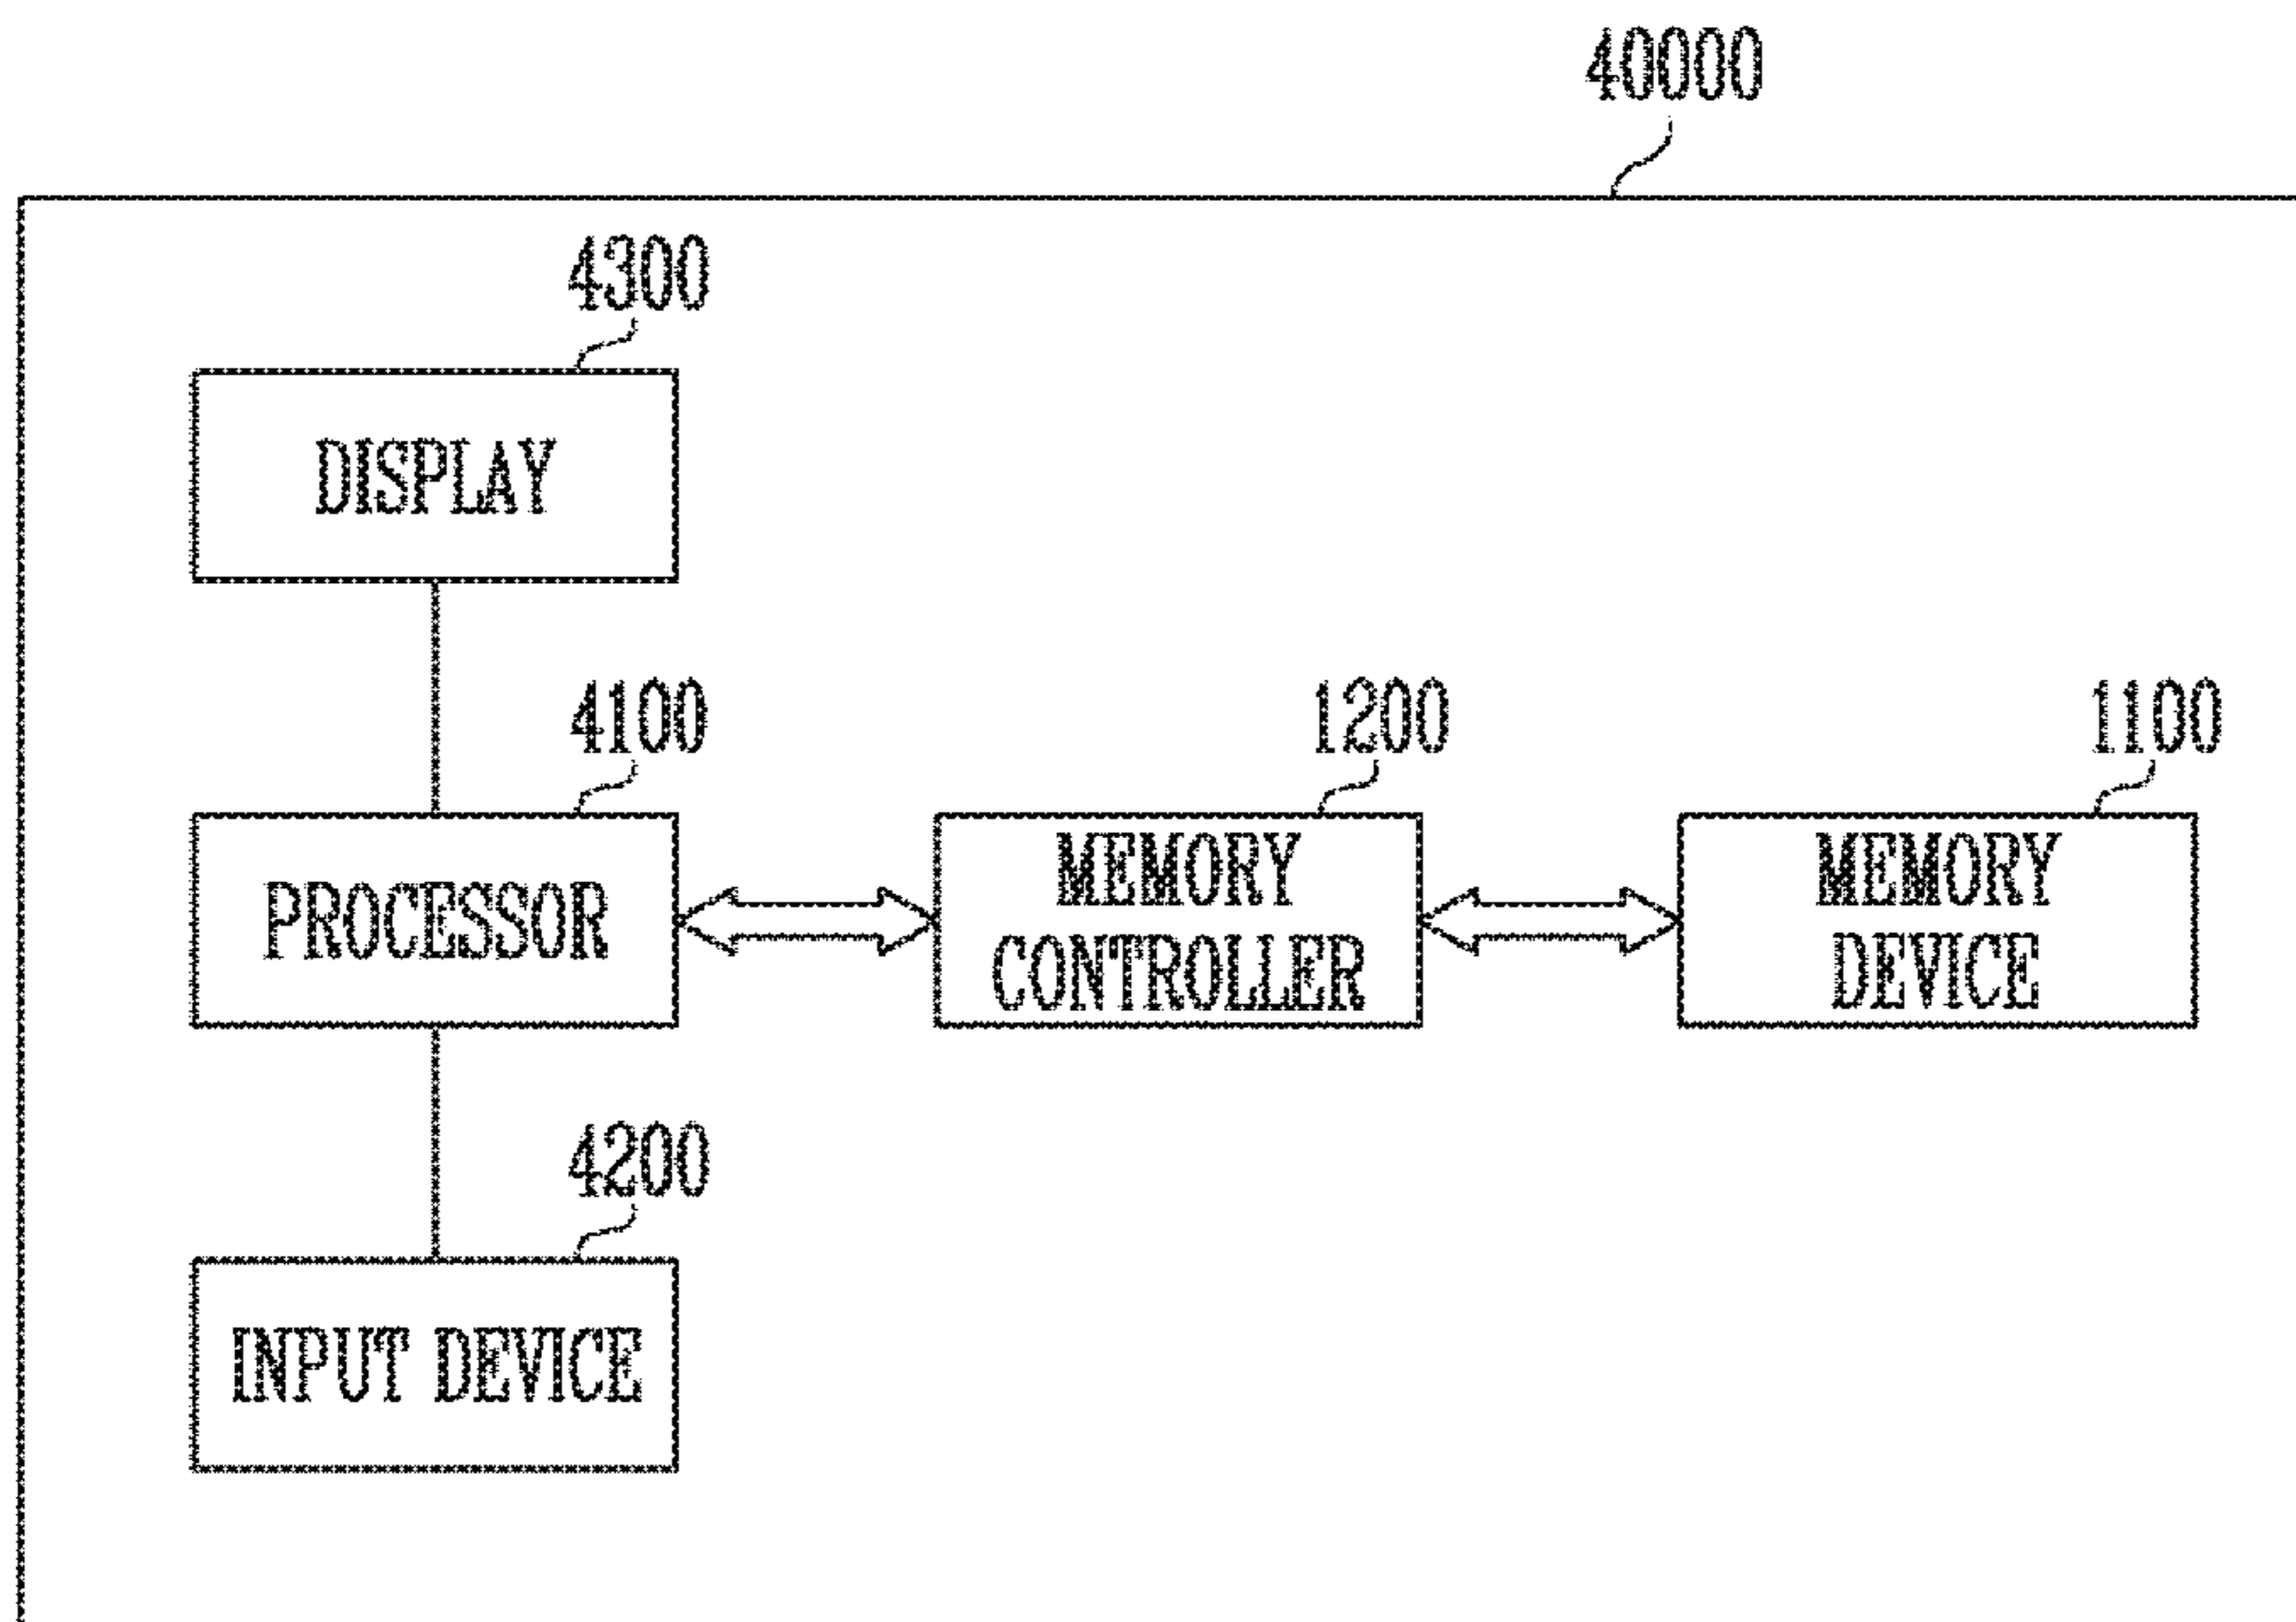 40000
4300
DISPLAY
4100
PROCESSOR
1200
MEMORY
CONTROLLER
1100
MEMORY
DEVICE
4200
INPUT DEVICE